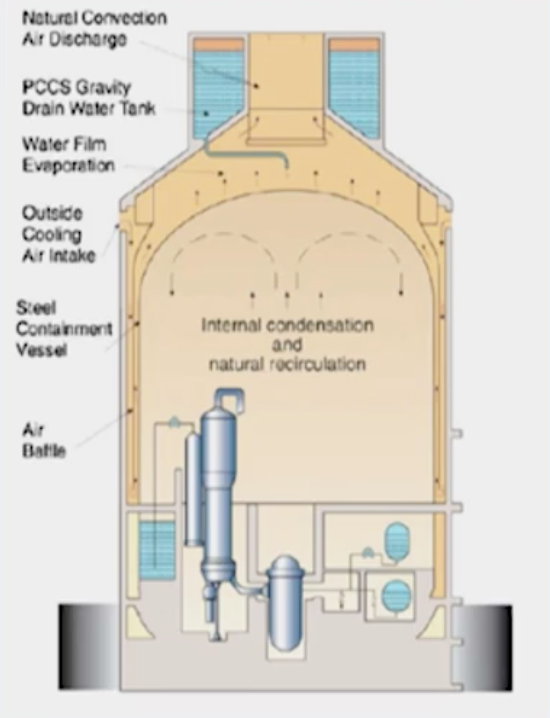 Natural Convection
Air Discharge
PCCS Gravity
Drain Water Tank
Water Film
Evaporation
Outside
Cooling
Air Intake
Steel
Containment
Vessel
Air
Baffle
Internal condensation
and
natural recirculation